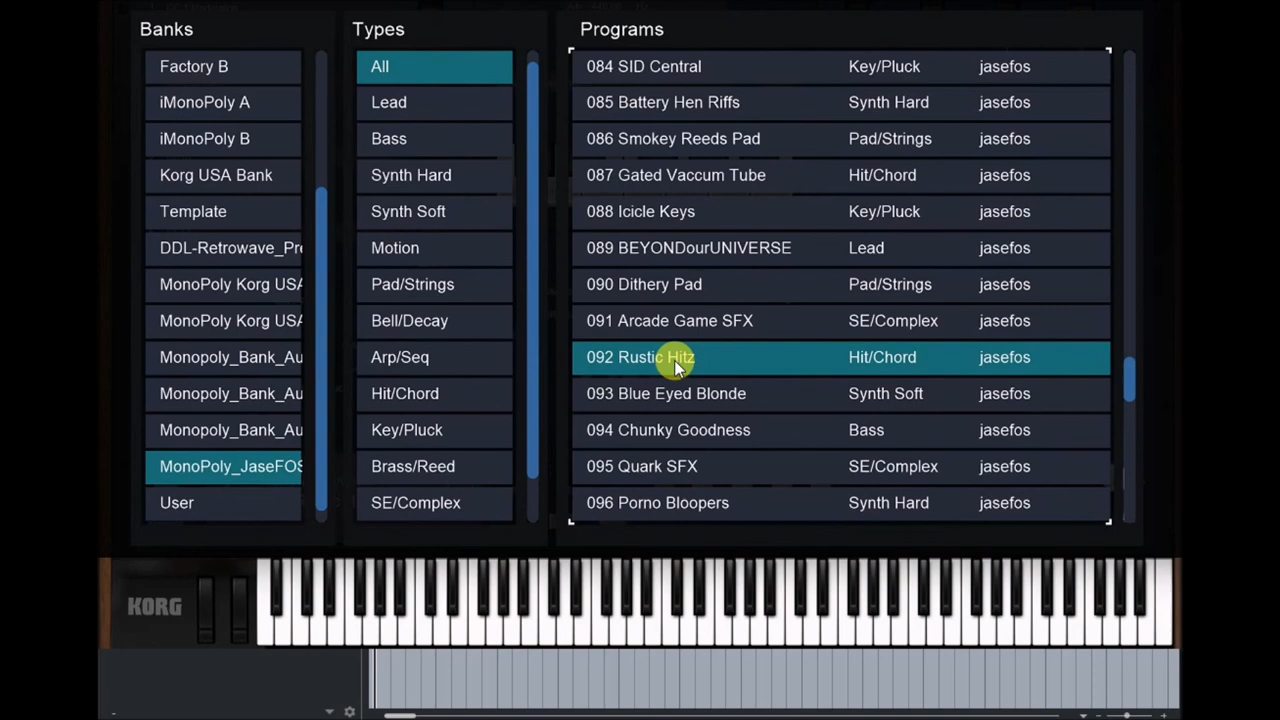 Banks
Types
Programs
Factory B
All
084 SID Central Key/Pluck jasefos
iMonoPoly A
Lead
085 Battery Hen Riffs Synth Hard jasefos
iMonoPoly B
Bass
086 Smokey Reeds Pad Pad/Strings jasefos
Korg USA Bank
Synth Hard
087 Gated Vaccum Tube Hit/Chord jasefos
Template
Synth Soft
088 Icicle Keys Key/Pluck jasefos
DDL-Retrowave_Pre
Motion
089 BEYONDourUNIVERSE Lead jasefos
MonoPoly Korg USA
Pad/Strings
090 Dithery Pad Pad/Strings jasefos
MonoPoly Korg USA
Bell/Decay
091 Arcade Game SFX SE/Complex jasefos
Monopoly_Bank_Au
Arp/Seq
092 Rustic Hitz Hit/Chord jasefos
Monopoly_Bank_Au
Hit/Chord
093 Blue Eyed Blonde Synth Soft jasefos
Monopoly_Bank_Au
Key/Pluck
094 Chunky Goodness Bass jasefos
MonoPoly_JaseFOS
Brass/Reed
095 Quark SFX SE/Complex jasefos
User
SE/Complex
096 Porno Bloopers Synth Hard jasefos
KORG